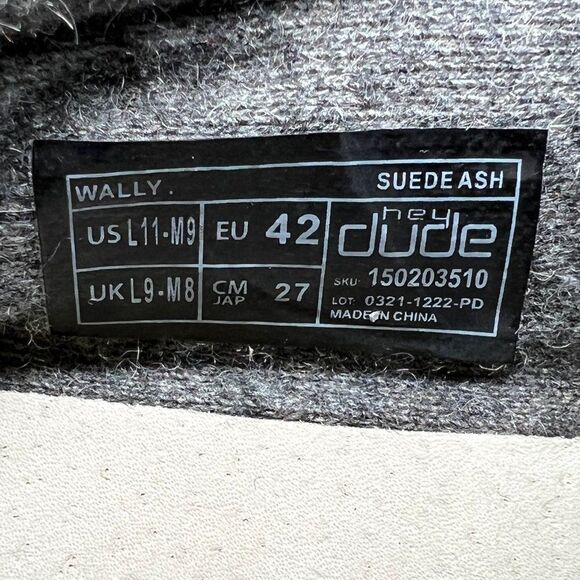 WALLY. SUEDE ASH
US L11-M9 EU 42
UK L9-M8 CM JAP 27
hey
dude
SKU: 150203510
LOT: 0321-1222-PD
MADE IN CHINA